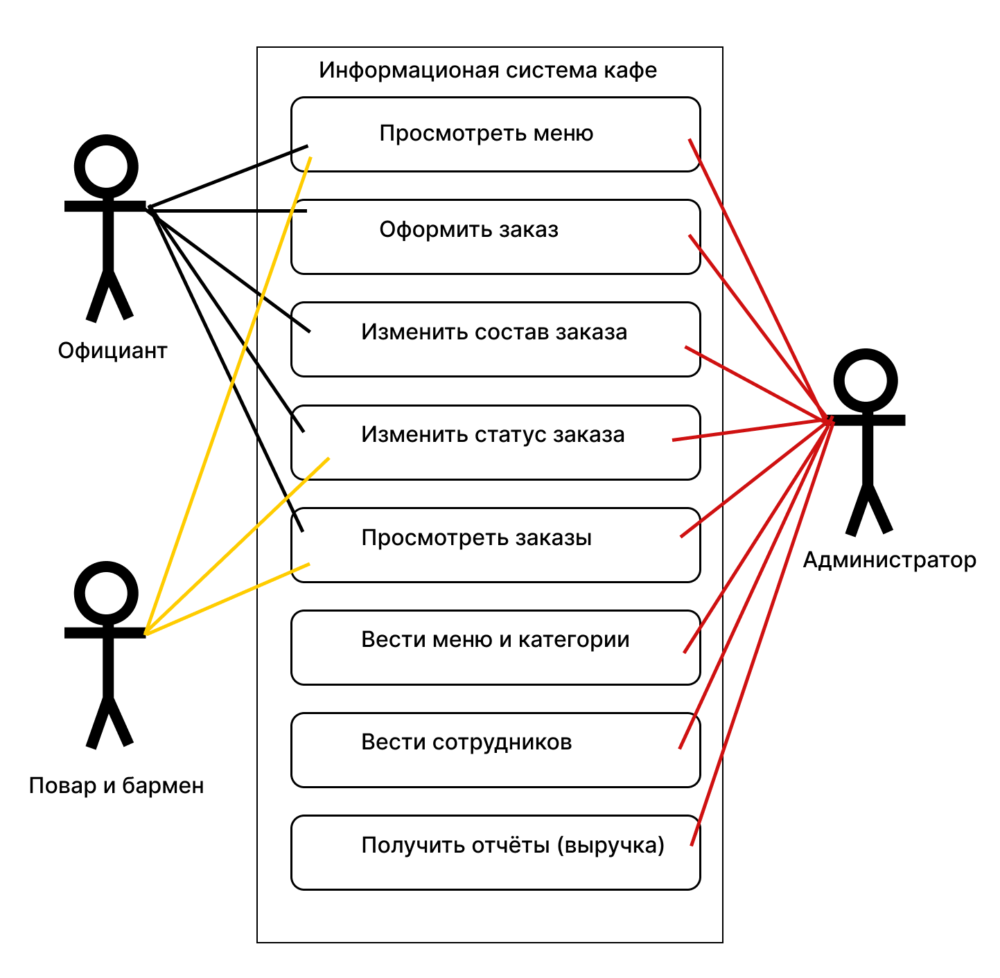 Информационая система кафе
Просмотреть меню
Оформить заказ
Изменить состав заказа
Официант
Изменить статус заказа
Просмотреть заказы
Администратор
Вести меню и категории
Вести сотрудников
Повар и бармен
Получить отчёты (выручка)